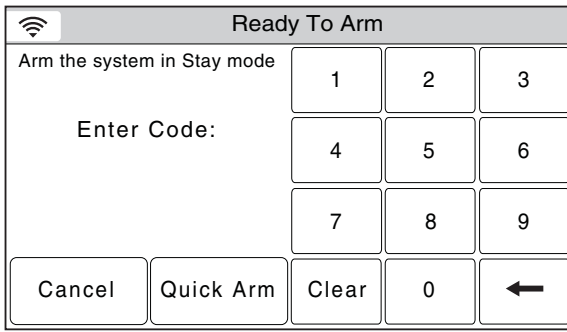 Ready To Arm
Arm the system in Stay mode
Enter Code:
1 2 3
4 5 6
7 8 9
Cancel Quick Arm Clear 0